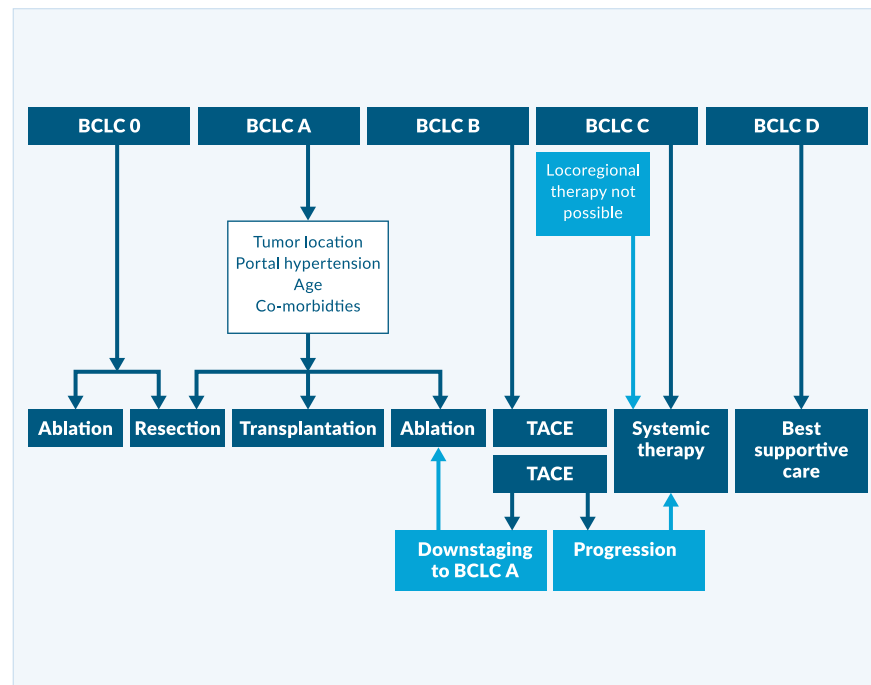 BCLC 0
BCLC A
BCLC B
BCLC C
BCLC D
Locoregional
therapy not
possible
Tumor location
Portal hypertension
Age
Co-morbidties
Ablation
Resection
Transplantation
Ablation
TACE
Systemic
therapy
Best
supportive
care
TACE
Downstaging
to BCLC A
Progression